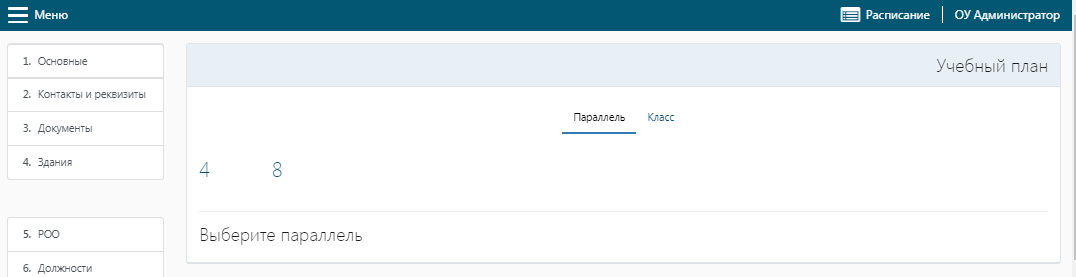 Меню
Расписание
ОУ Администратор
1. Основные
2. Контакты и реквизиты
3. Документы
4. Здания
5. РОО
6. Должности
Учебный план
Параллель Класс
4 8
Выберите параллель